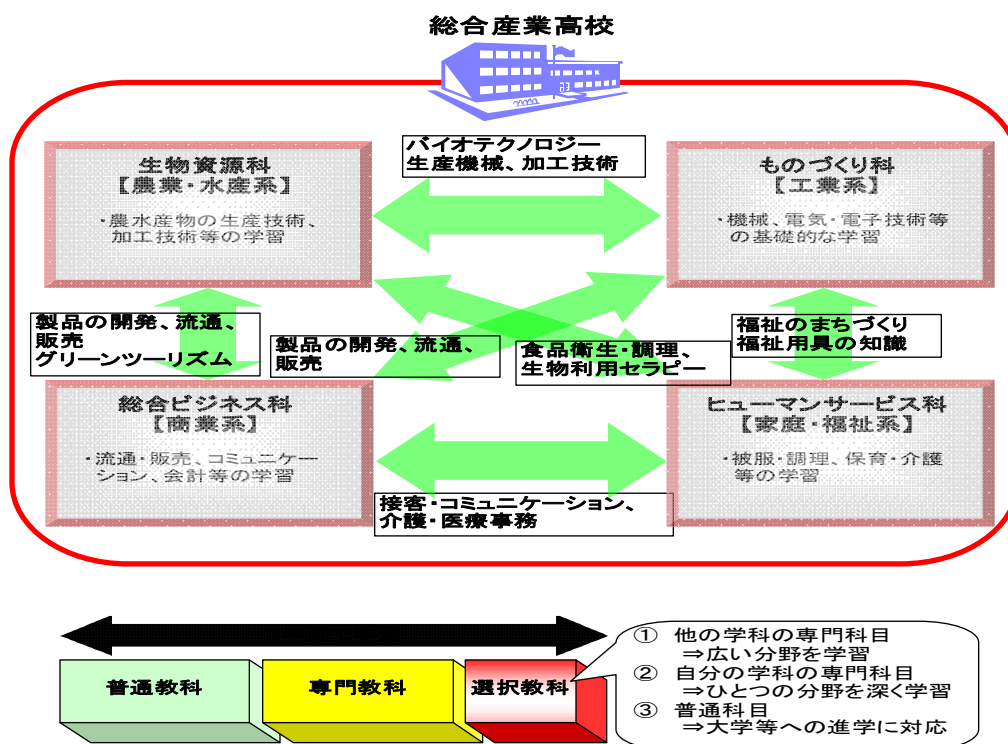 総合産業高校
バイオテクノロジー
生産機械、加工技術
生物資源科
【農業・水産系】
・農水産物の生産技術、
加工技術等の学習
ものづくり科
【工業系】
・機械、電気・電子技術等
の基礎的な学習
製品の開発、流通、
販売
グリーンツーリズム
製品の開発、流通、
販売
食品衛生・調理、
生物利用セラピー
福祉のまちづくり
福祉用具の知識
総合ビジネス科
【商業系】
・流通・販売、コミュニケー
ション、会計等の学習
ヒューマンサービス科
【家庭・福祉系】
・被服・調理、保育・介護
等の学習
接客・コミュニケーション、
介護・医療事務
普通教科
専門教科
選択教科
① 他の学科の専門科目
⇒広い分野を学習
② 自分の学科の専門科目
⇒ひとつの分野を深く学習
③ 普通科目
⇒大学等への進学に対応